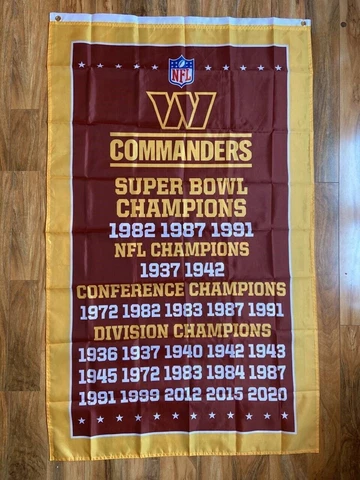 NFL
W
COMMANDERS
SUPER BOWL
CHAMPIONS
1982 1987 1991
NFL CHAMPIONS
1937 1942
CONFERENCE CHAMPIONS
1972 1982 1983 1987 1991
DIVISION CHAMPIONS
1936 1937 1940 1942 1943
1945 1972 1983 1984 1987
1991 1999 2012 2015 2020